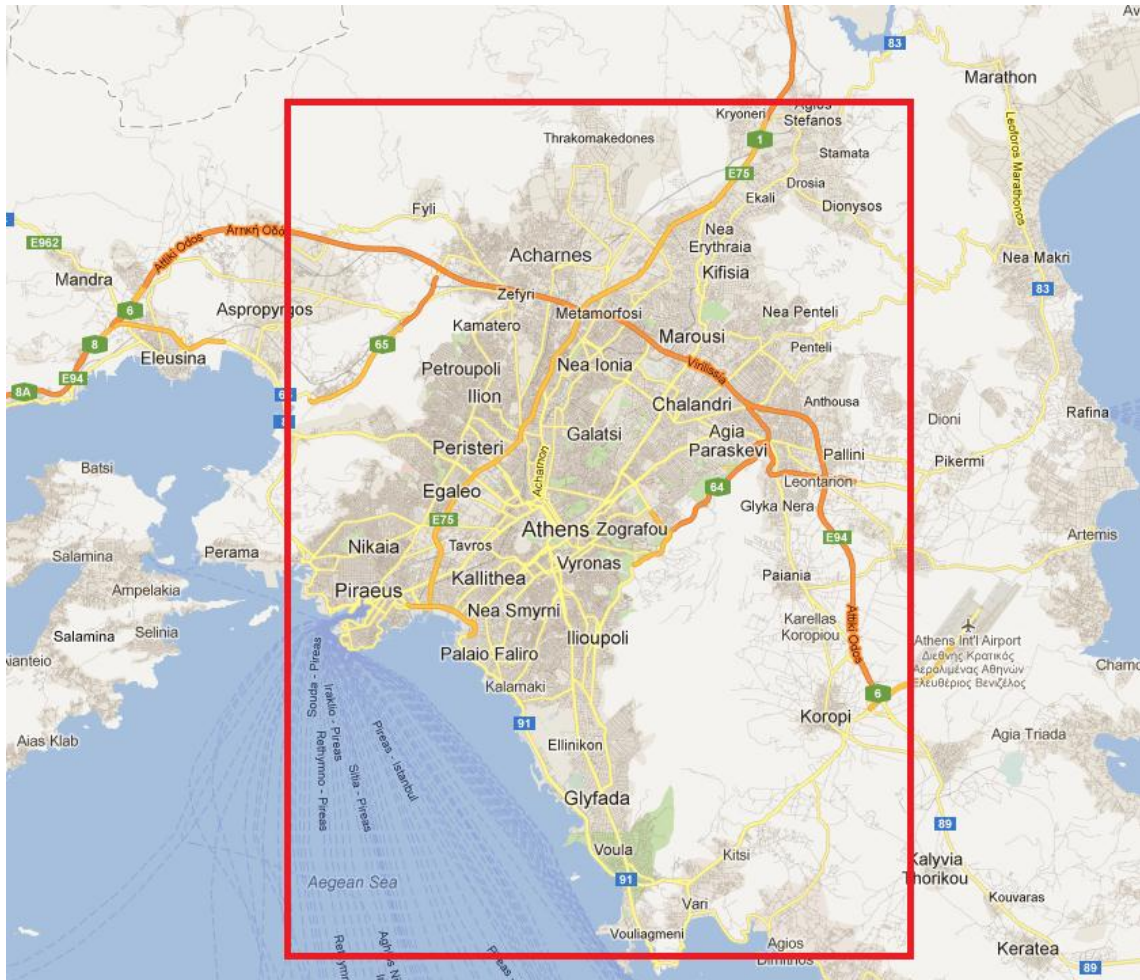 83
Marathon
Kryoneri
Agios
Stefanos
Thrakomakedones
1
Stamata
Leoforos Marathonos
E75
Drosia
Ekali
Dionysos
Fyli
Nea
Erythraia
E962
Attiki Odos
Αττική Οδό
Acharnes
Nea Makri
Kifisia
Mandra
83
Zefyri
6
Aspropyrgos
Metamorfosi
Nea Penteli
Kamatero
Marousi
8
65
Penteli
Eleusina
Nea Ionia
Petroupoli
Virilissia
E94
8A
Ilion
Chalandri
Anthousa
Rafina
Dioni
Galatsi
Agia
Paraskevi
Peristeri
Pallini
Pikermi
Batsi
Acharnon
Leontarion
64
Egaleo
Glyka Nera
E75
Athens
Zografou
Artemis
E94
Salamina
Perama
Nikaia
Tavros
Vyronas
Kallithea
Paiania
Ampelakia
Piraeus
Nea Smyrni
Karellas
Koropiou
Attiki Odos
Salamina
Selinia
Ilioupoli
Athens Int'l Airport
Διεθνής Κρατικός
Αερολιμένας Αθηνών
Ελευθέριος Βενιζέλος
Palaio Faliro
Kalamaki
6
Souda - Pireas
Iraklio - Pireas
Rethymno - Pireas
Sitia - Pireas
Pireas - Istanbul
91
Koropi
Aias Klab
Agia Triada
Ellinikon
Glyfada
89
Voula
Kitsi
Kalyvia
Thorikou
Aegean Sea
91
Kouvaras
Vari
Vouliagmeni
Agios
Dimitrios
Keratea
89